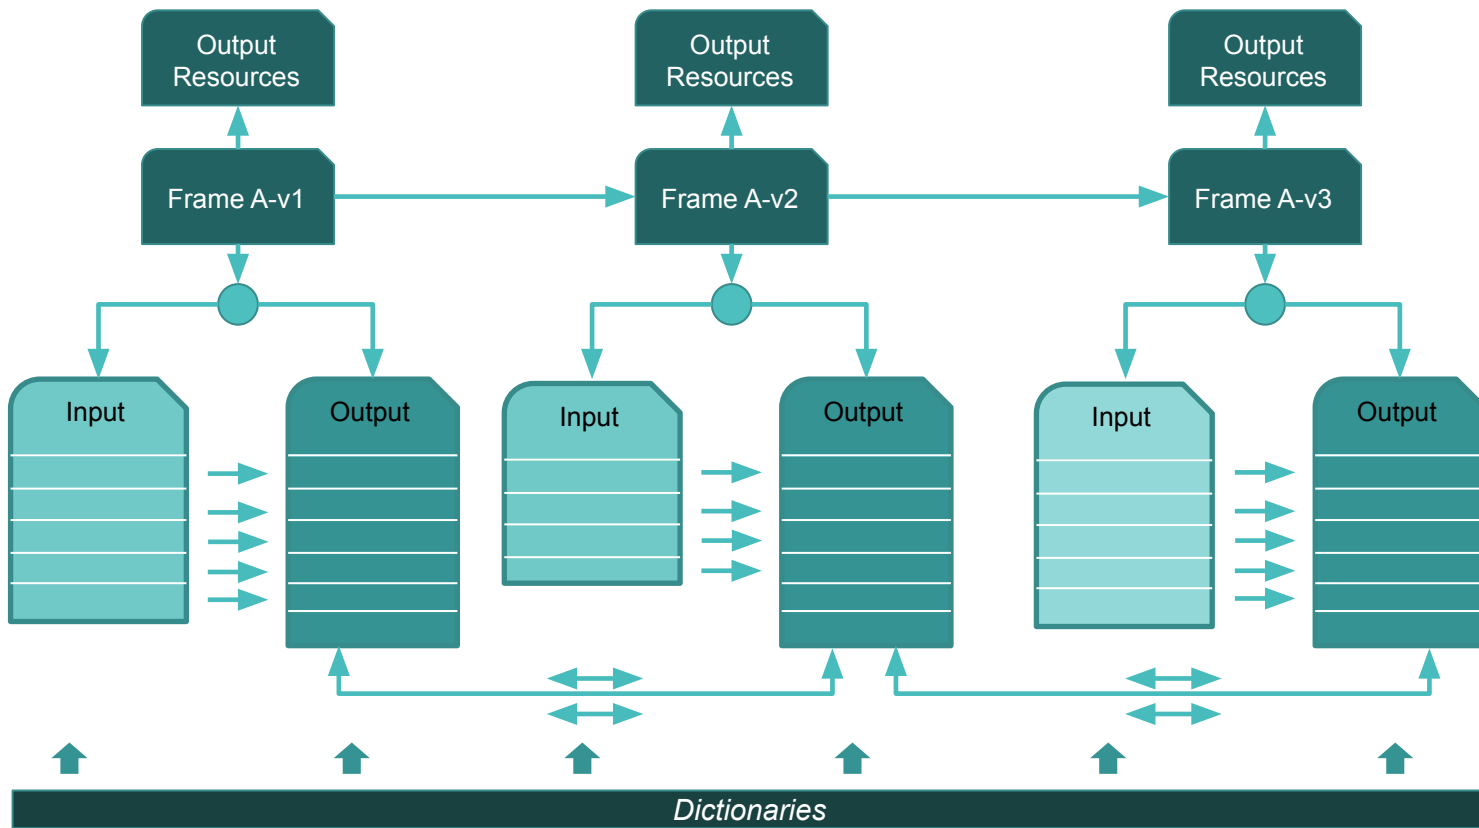 Output
Resources
Output
Resources
Output
Resources
Frame A-v1
Frame A-v2
Frame A-v3
Input
Output
Input
Output
Input
Output
Dictionaries